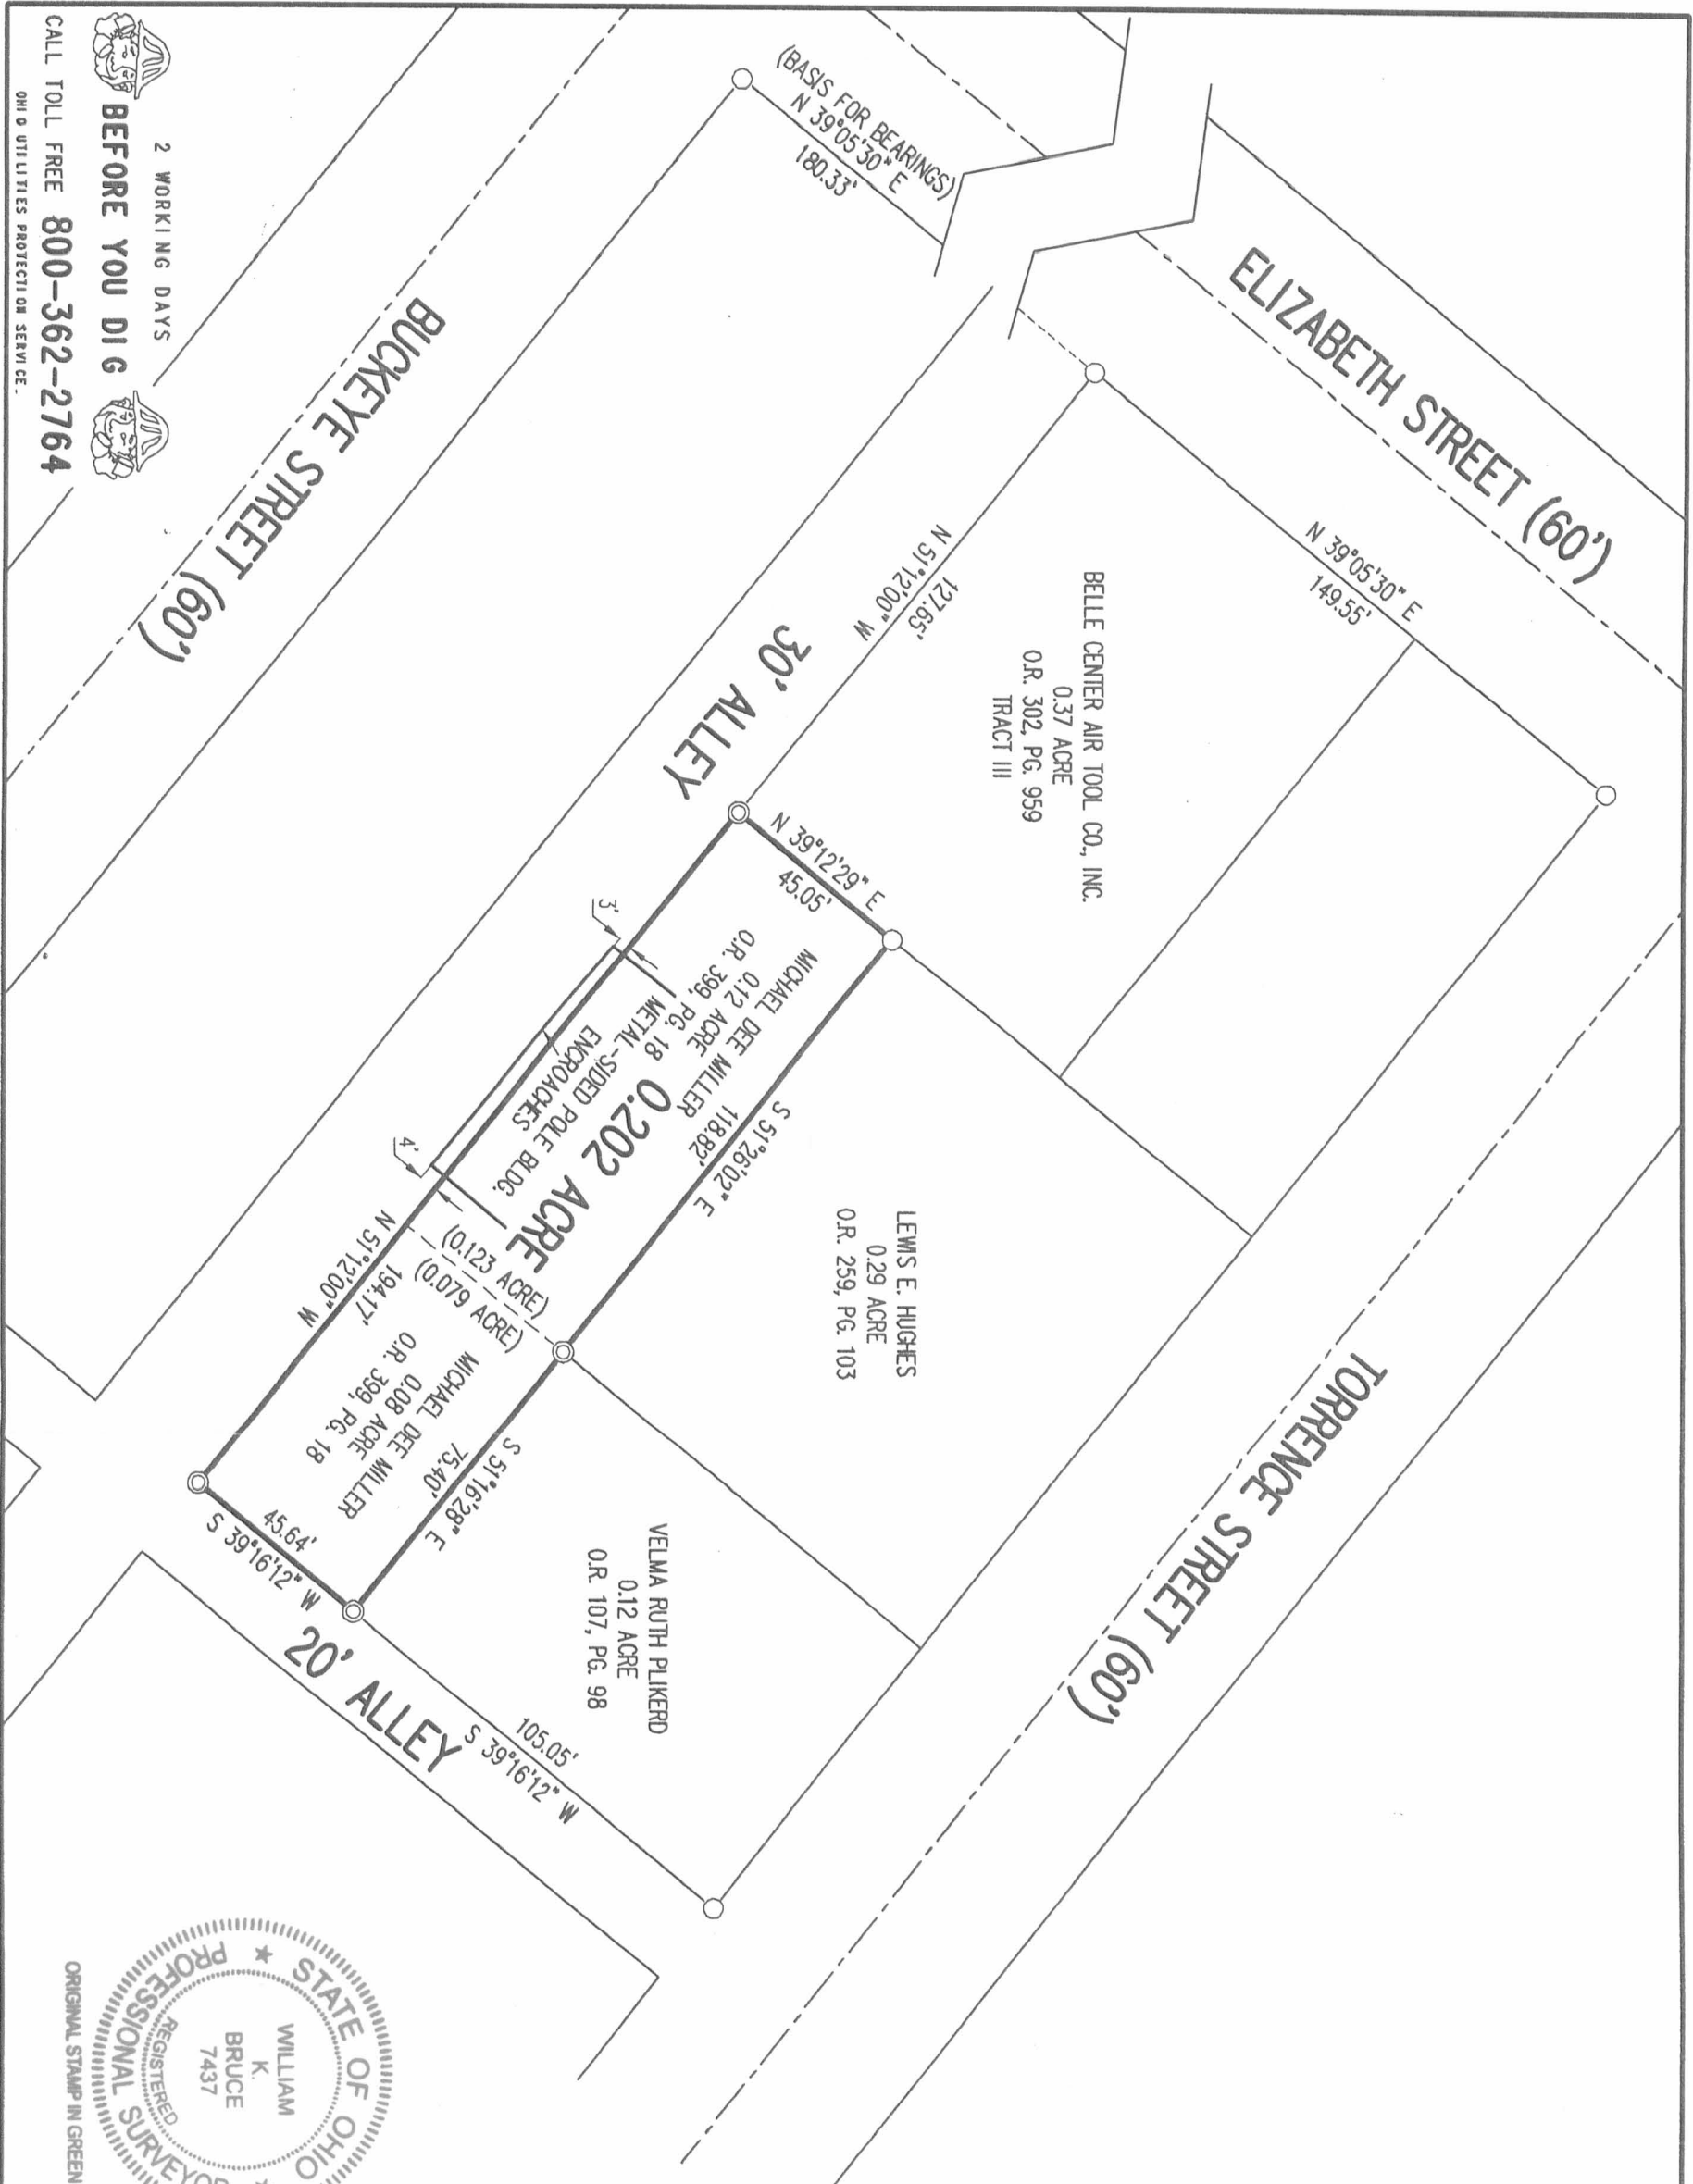 ELIZABETH STREET (60')
N 39°05'30" E
149.55'
(BASIS FOR BEARINGS)
N 39°05'30" E
180.33'
BELLE CENTER AIR TOOL CO., INC.
0.37 ACRE
O.R. 302, PG. 959
TRACT III
127.65'
N 51°12'00" W
TORRENCE STREET (60')
LEWIS E. HUGHES
0.29 ACRE
O.R. 259, PG. 103
N 39°12'29" E
45.05'
S 51°26'02" E
118.82'
MICHAEL DEE MILLER
0.12 ACRE
O.R. 399, PG. 18
0.202 ACRE
METAL-SIDED POLE BLDG.
ENCROACHES
3'
4'
(0.123 ACRE)
(0.079 ACRE)
N 51°12'00" W
194.17'
30' ALLEY
BUCKEYE STREET (60')
VELMA RUTH PLIKERD
0.12 ACRE
O.R. 107, PG. 98
S 51°16'28" E
75.40'
MICHAEL DEE MILLER
0.08 ACRE
O.R. 399, PG. 18
45.64'
S 39°16'12" W
20' ALLEY
105.05'
S 39°16'12" W
2 WORKING DAYS
BEFORE YOU DIG
CALL TOLL FREE 800-362-2764
OHIO UTILITIES PROTECTION SERVICE.
STATE OF OHIO
WILLIAM
K.
BRUCE
7437
REGISTERED
PROFESSIONAL SURVEYOR
ORIGINAL STAMP IN GREEN